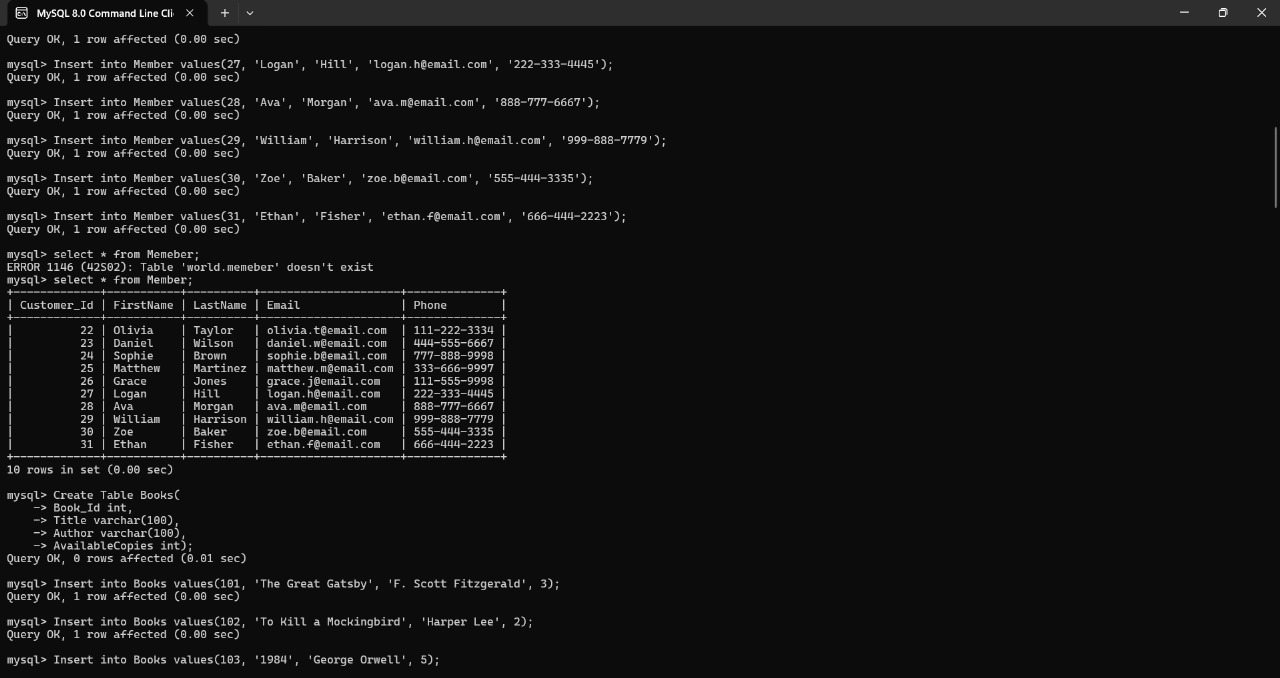 MySQL 8.0 Command Line Cli
Query OK, 1 row affected (0.00 sec)
mysql> Insert into Member values(27, 'Logan', 'Hill', 'logan.h@email.com', '222-333-4445');
Query OK, 1 row affected (0.00 sec)
mysql> Insert into Member values(28, 'Ava', 'Morgan', 'ava.m@email.com', '888-777-6667');
Query OK, 1 row affected (0.00 sec)
mysql> Insert into Member values(29, 'William', 'Harrison', 'william.h@email.com', '999-888-7779');
Query OK, 1 row affected (0.00 sec)
mysql> Insert into Member values(30, 'Zoe', 'Baker', 'zoe.b@email.com', '555-444-3335');
Query OK, 1 row affected (0.00 sec)
mysql> Insert into Member values(31, 'Ethan', 'Fisher', 'ethan.f@email.com', '666-444-2223');
Query OK, 1 row affected (0.00 sec)
mysql> select * from Memeber;
ERROR 1146 (42S02): Table 'world.memeber' doesn't exist
mysql> select * from Member;
+-------------+-----------+----------+---------------------+--------------+
| Customer_Id | FirstName | LastName | Email               | Phone        |
+-------------+-----------+----------+---------------------+--------------+
|          22 | Olivia    | Taylor   | olivia.t@email.com  | 111-222-3334 |
|          23 | Daniel    | Wilson   | daniel.w@email.com  | 444-555-6667 |
|          24 | Sophie    | Brown    | sophie.b@email.com  | 777-888-9998 |
|          25 | Matthew   | Martinez | matthew.m@email.com | 333-666-9997 |
|          26 | Grace     | Jones    | grace.j@email.com   | 111-555-9998 |
|          27 | Logan     | Hill     | logan.h@email.com   | 222-333-4445 |
|          28 | Ava       | Morgan   | ava.m@email.com     | 888-777-6667 |
|          29 | William   | Harrison | william.h@email.com | 999-888-7779 |
|          30 | Zoe       | Baker    | zoe.b@email.com     | 555-444-3335 |
|          31 | Ethan     | Fisher   | ethan.f@email.com   | 666-444-2223 |
+-------------+-----------+----------+---------------------+--------------+
10 rows in set (0.00 sec)
mysql> Create Table Books(
    -> Book_Id int,
    -> Title varchar(100),
    -> Author varchar(100),
    -> AvailableCopies int);
Query OK, 0 rows affected (0.01 sec)
mysql> Insert into Books values(101, 'The Great Gatsby', 'F. Scott Fitzgerald', 3);
Query OK, 1 row affected (0.00 sec)
mysql> Insert into Books values(102, 'To Kill a Mockingbird', 'Harper Lee', 2);
Query OK, 1 row affected (0.00 sec)
mysql> Insert into Books values(103, '1984', 'George Orwell', 5);